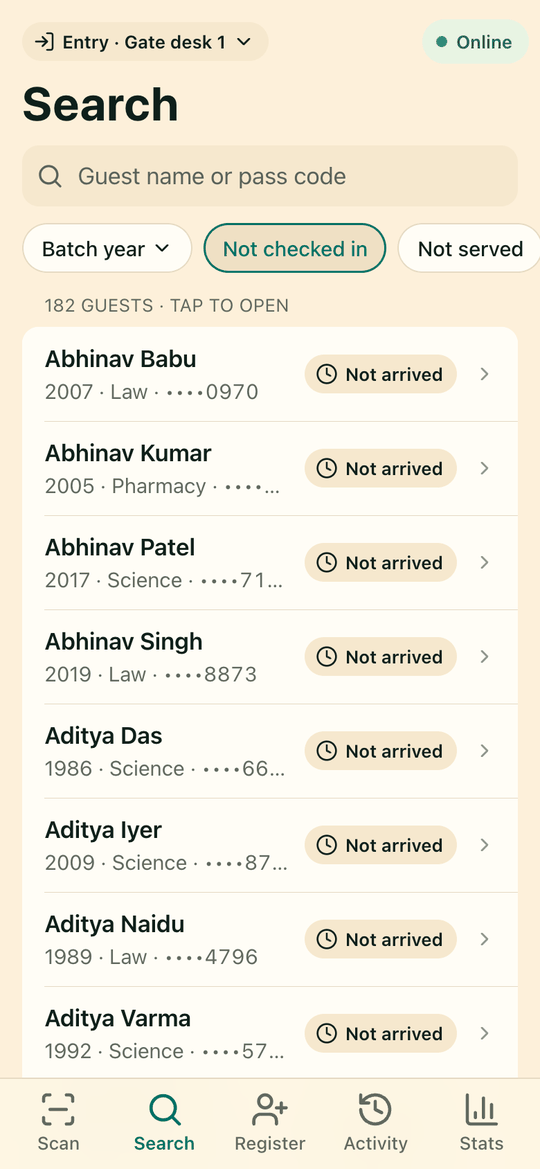 Entry · Gate desk 1
Online
Search
Guest name or pass code
Batch year
Not checked in
Not served
182 GUESTS · TAP TO OPEN
Abhinav Babu
2007 · Law · ••••0970
Not arrived
Abhinav Kumar
2005 · Pharmacy · ••••...
Not arrived
Abhinav Patel
2017 · Science · ••••71...
Not arrived
Abhinav Singh
2019 · Law · ••••8873
Not arrived
Aditya Das
1986 · Science · ••••66...
Not arrived
Aditya Iyer
2009 · Science · ••••87...
Not arrived
Aditya Naidu
1989 · Law · ••••4796
Not arrived
Aditya Varma
1992 · Science · ••••57...
Not arrived
Scan
Search
Register
Activity
Stats